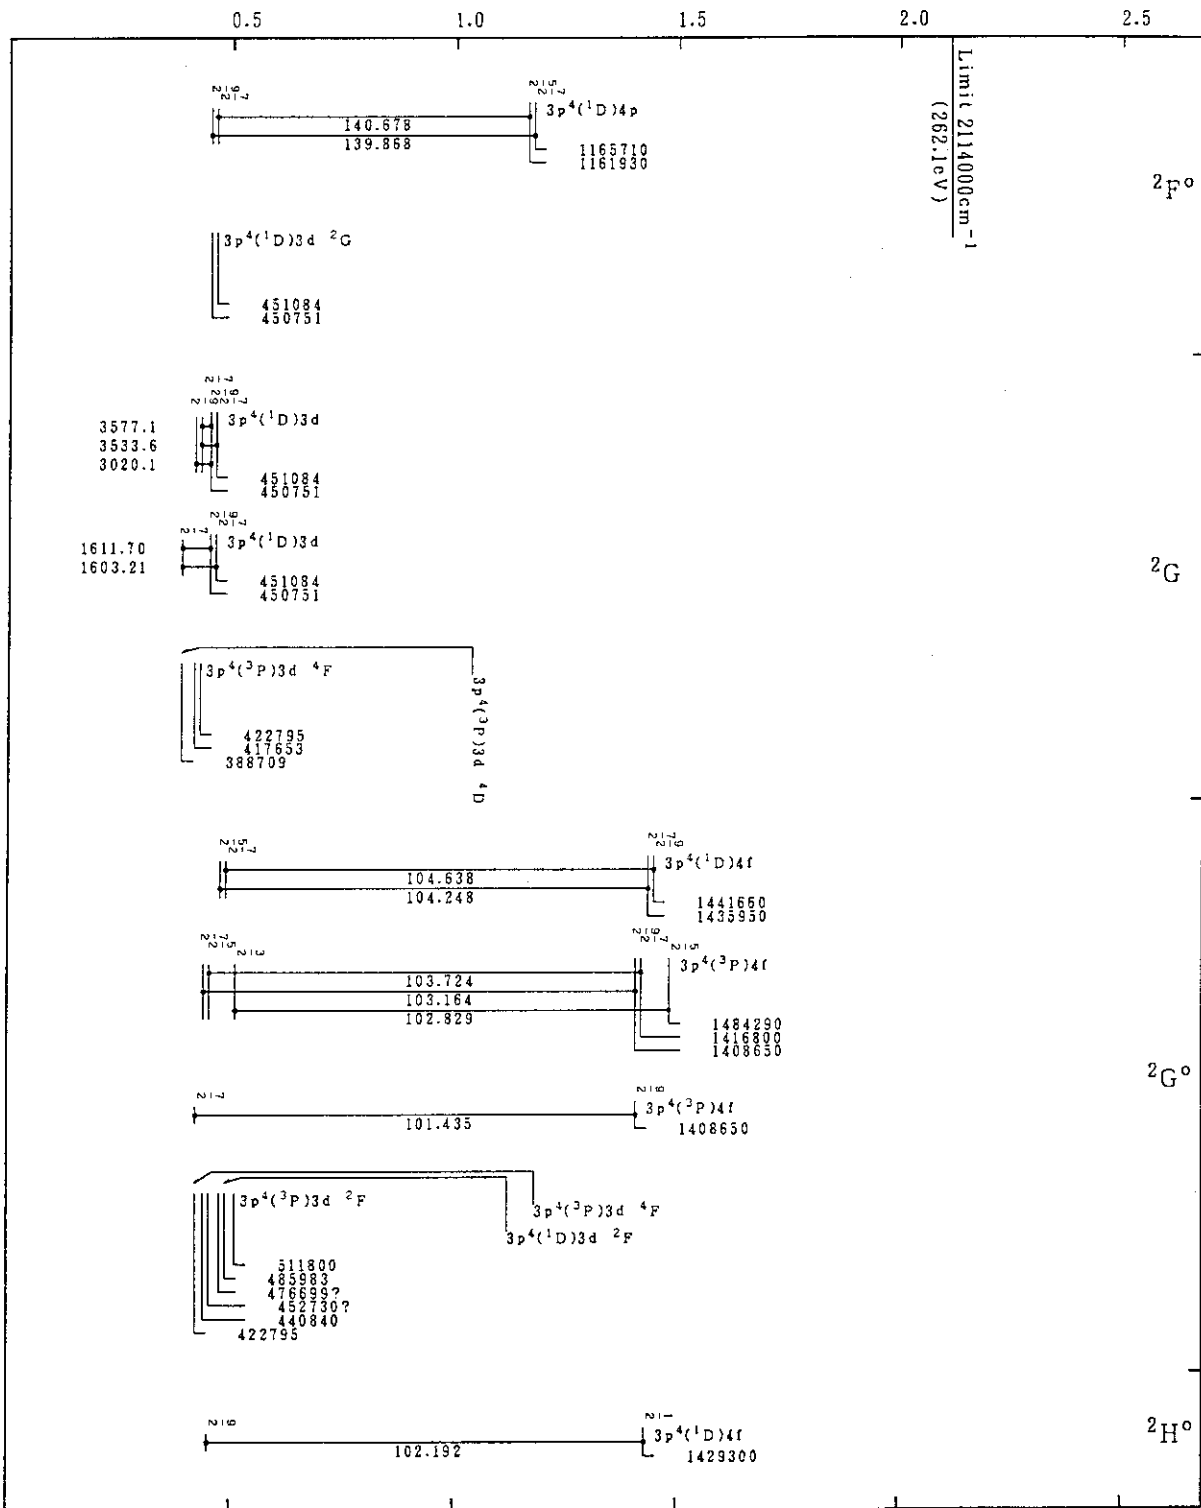 0.5 1.0 1.5 2.0 2.5
Limit 2114000cm⁻¹
(262.1eV)
3p⁴(¹D)4p
140.678
139.868
1165710
1161930
²F°
3p⁴(¹D)3d ²G
451084
450751
3p⁴(¹D)3d
3577.1
3533.6
3020.1
451084
450751
3p⁴(¹D)3d
1611.70
1603.21
451084
450751
²G
3p⁴(³P)3d ⁴F
3p⁴(³P)3d ⁴D
422795
417653
388709
3p⁴(¹D)4f
104.638
104.248
1441660
1435950
3p⁴(³P)4f
103.724
103.164
102.829
1484290
1416800
1408650
²G°
3p⁴(³P)4f
101.435
1408650
3p⁴(³P)3d ²F
3p⁴(³P)3d ⁴F
3p⁴(¹D)3d ²F
511800
485983
476699?
452730?
440840
422795
3p⁴(¹D)4f
102.192
1429300
²H°